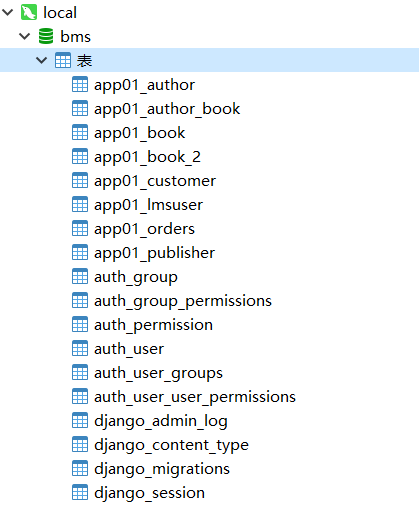 local
bms
表
app01_author
app01_author_book
app01_book
app01_book_2
app01_customer
app01_lmsuser
app01_orders
app01_publisher
auth_group
auth_group_permissions
auth_permission
auth_user
auth_user_groups
auth_user_user_permissions
django_admin_log
django_content_type
django_migrations
django_session